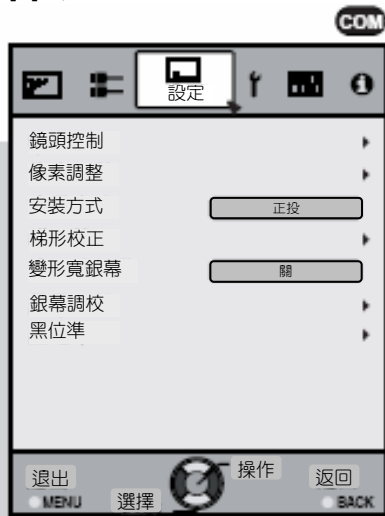 COM
設定
鏡頭控制
像素調整
安裝方式 正投
梯形校正
變形寬銀幕 關
銀幕調校
黑位準
退出 操作 返回
MENU 選擇 BACK